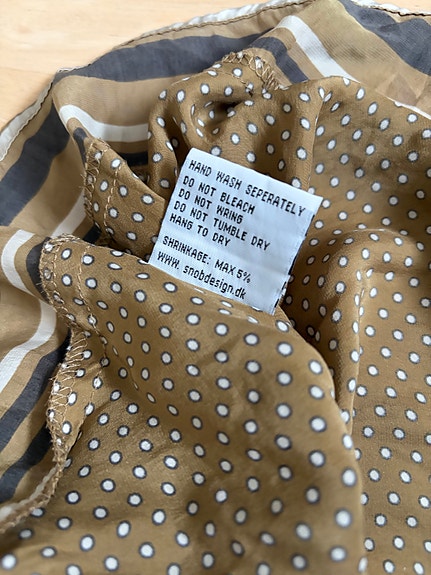 HAND WASH SEPERATELY
DO NOT BLEACH
DO NOT WRING
DO NOT TUMBLE DRY
HANG TO DRY
SHRINKAGE: MAX 5%
www.snobdesign.dk